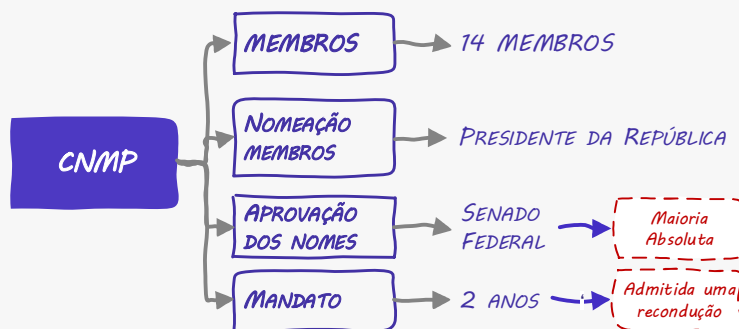 MEMBROS
14 MEMBROS
NOMEAÇÃO
MEMBROS
PRESIDENTE DA REPÚBLICA
CNMP
APROVAÇÃO
DOS NOMES
SENADO
FEDERAL
Maioria
Absoluta
MANDATO
2 ANOS
Admitida uma
recondução